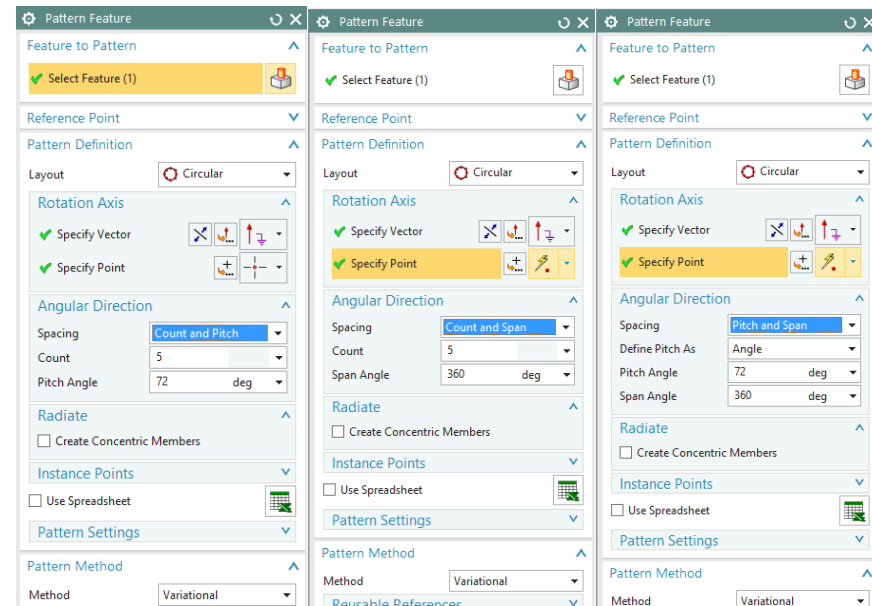 Pattern Feature
Feature to Pattern
Select Feature (1)
Reference Point
Pattern Definition
Layout Circular
Rotation Axis
Specify Vector
Specify Point
Angular Direction
Spacing Count and Pitch
Count 5
Pitch Angle 72 deg
Radiate
Create Concentric Members
Instance Points
Use Spreadsheet
Pattern Settings
Pattern Method
Method Variational
Pattern Feature
Feature to Pattern
Select Feature (1)
Reference Point
Pattern Definition
Layout Circular
Rotation Axis
Specify Vector
Specify Point
Angular Direction
Spacing Count and Span
Count 5
Span Angle 360 deg
Radiate
Create Concentric Members
Instance Points
Use Spreadsheet
Pattern Settings
Pattern Method
Method Variational
Reusable References
Pattern Feature
Feature to Pattern
Select Feature (1)
Reference Point
Pattern Definition
Layout Circular
Rotation Axis
Specify Vector
Specify Point
Angular Direction
Spacing Pitch and Span
Define Pitch As Angle
Pitch Angle 72 deg
Span Angle 360 deg
Radiate
Create Concentric Members
Instance Points
Use Spreadsheet
Pattern Settings
Pattern Method
Method Variational